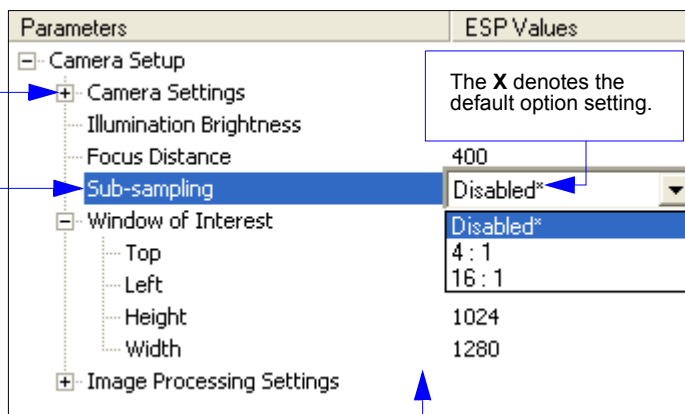 Parameters ESP Values
Camera Setup
Camera Settings
The X denotes the
default option setting.
Illumination Brightness
Focus Distance 400
Sub-sampling Disabled*
Window of Interest Disabled*
Top 4 : 1
Left 16 : 1
Height 1024
Width 1280
Image Processing Settings